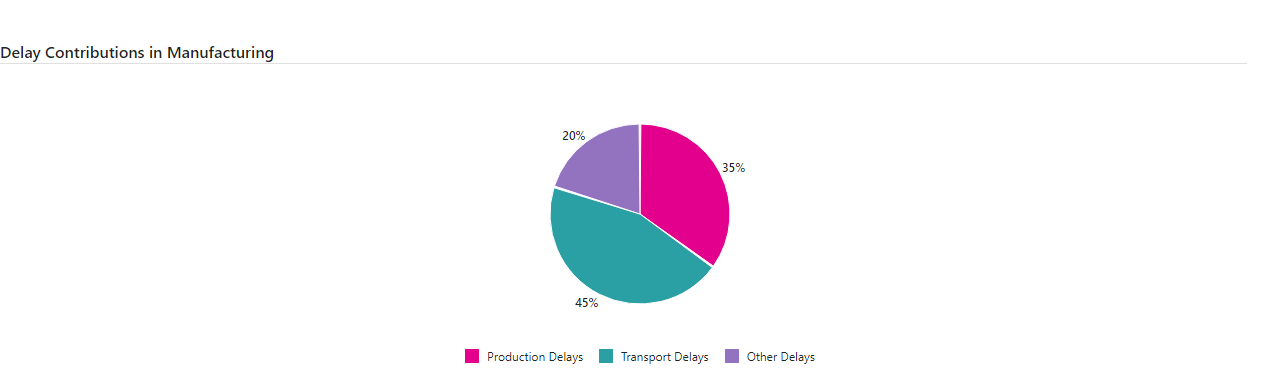 Delay Contributions in Manufacturing
20%
35%
45%
Production Delays Transport Delays Other Delays